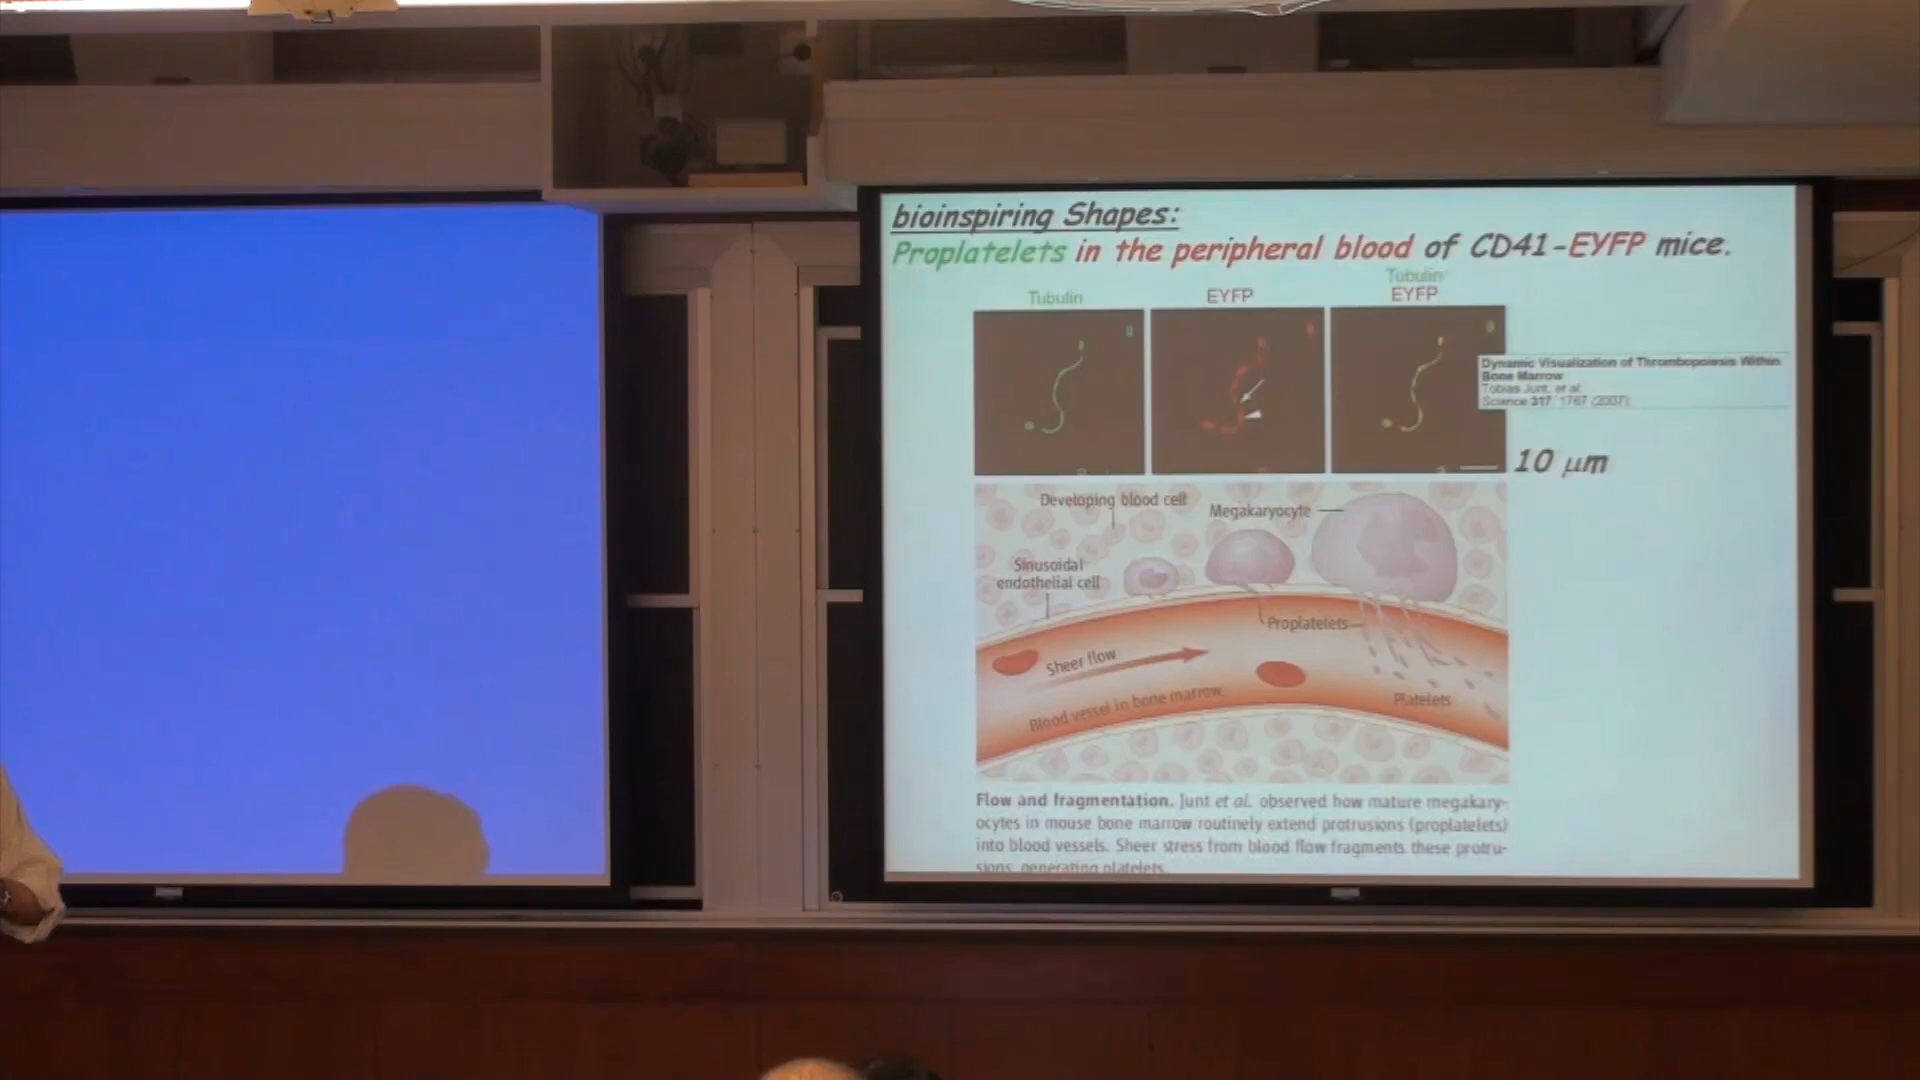 bioinspiring Shapes:
Proplatelets in the peripheral blood of CD41-EYFP mice.
Tubulin
EYFP
Tubulin
EYFP
Dynamic Visualization of Thrombopoiesis Within
Bone Marrow
Tobias Junt, et al.
Science 317, 1767 (2007);
10 μm
Developing blood cell
Megakaryocyte
Sinusoidal
endothelial cell
Proplatelets
Sheer flow
Blood vessel in bone marrow
Platelets
Flow and fragmentation. Junt et al. observed how mature megakary-
ocytes in mouse bone marrow routinely extend protrusions (proplatelets)
into blood vessels. Sheer stress from blood flow fragments these protru-
sions, generating platelets.